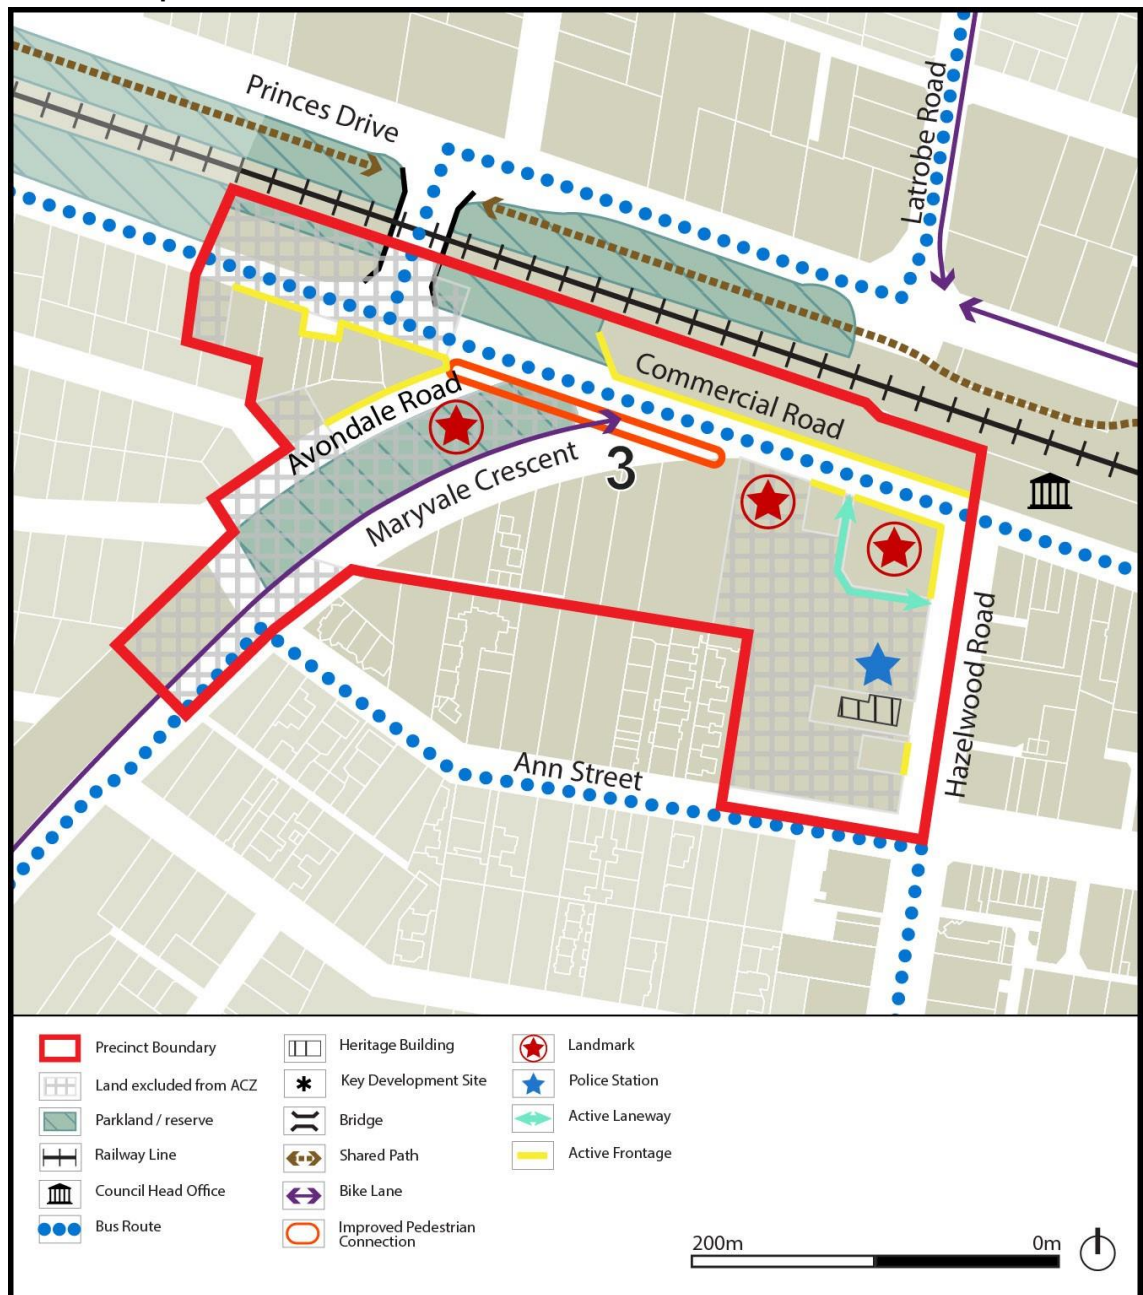 Princes Drive
Latrobe Road
Commercial Road
Avondale Road
Maryvale Crescent
3
Hazelwood Road
Ann Street
Precinct Boundary
Land excluded from ACZ
Parkland / reserve
Railway Line
Council Head Office
Bus Route
Heritage Building
Key Development Site
Bridge
Shared Path
Bike Lane
Improved Pedestrian
Connection
Landmark
Police Station
Active Laneway
Active Frontage
200m 0m